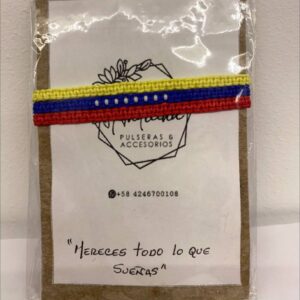 PULSERAS &
ACCESORIOS
+58 4246700108
"MERECES TODO LO QUE
SUEÑAS"